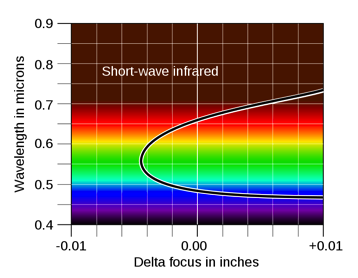 0.9
0.8
Short-wave infrared
0.7
0.6
0.5
0.4
Wavelength in microns
-0.01 0.00 +0.01
Delta focus in inches